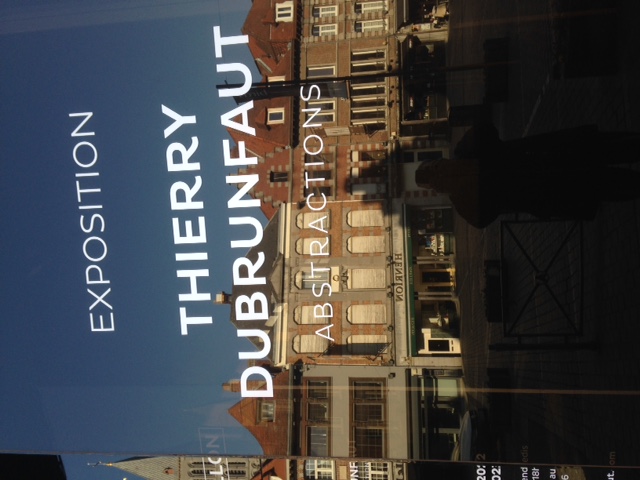 EXPOSITION
THIERRY
DUBRUNFAUT
ABSTRACTIONS
HENRION